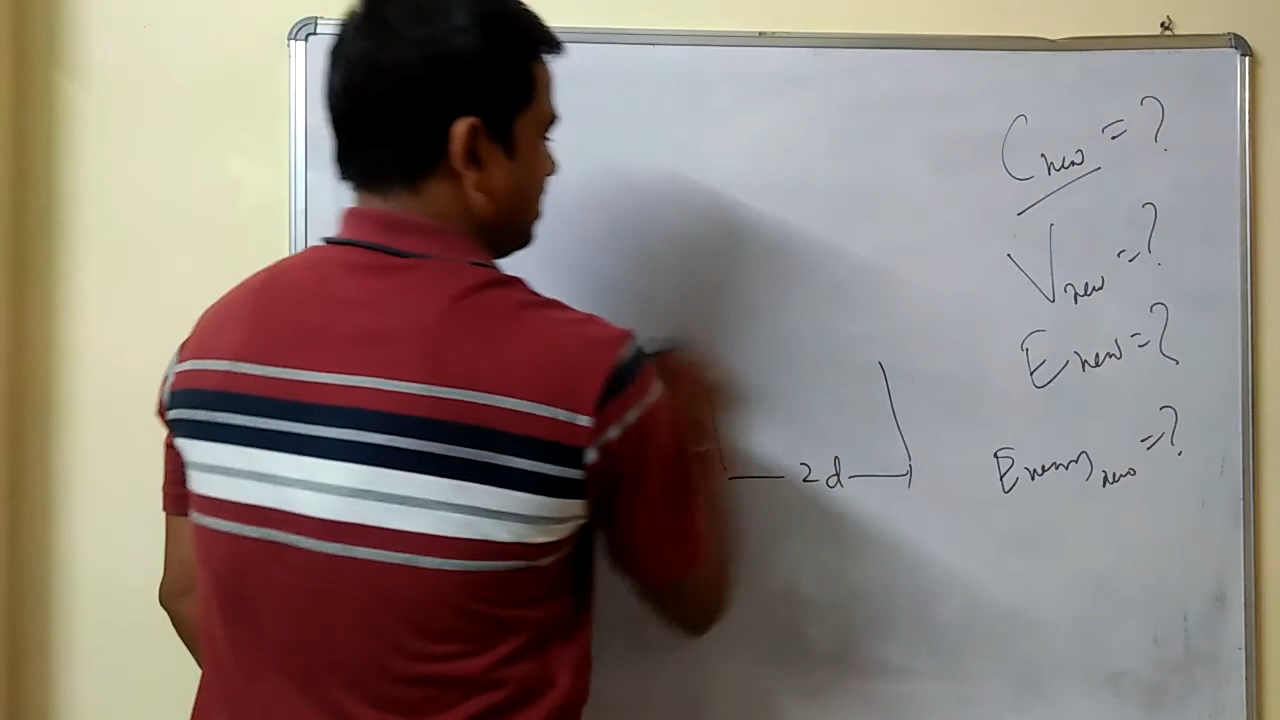 C new = ?
V new = ?
E new = ?
2d
Energy new = ?